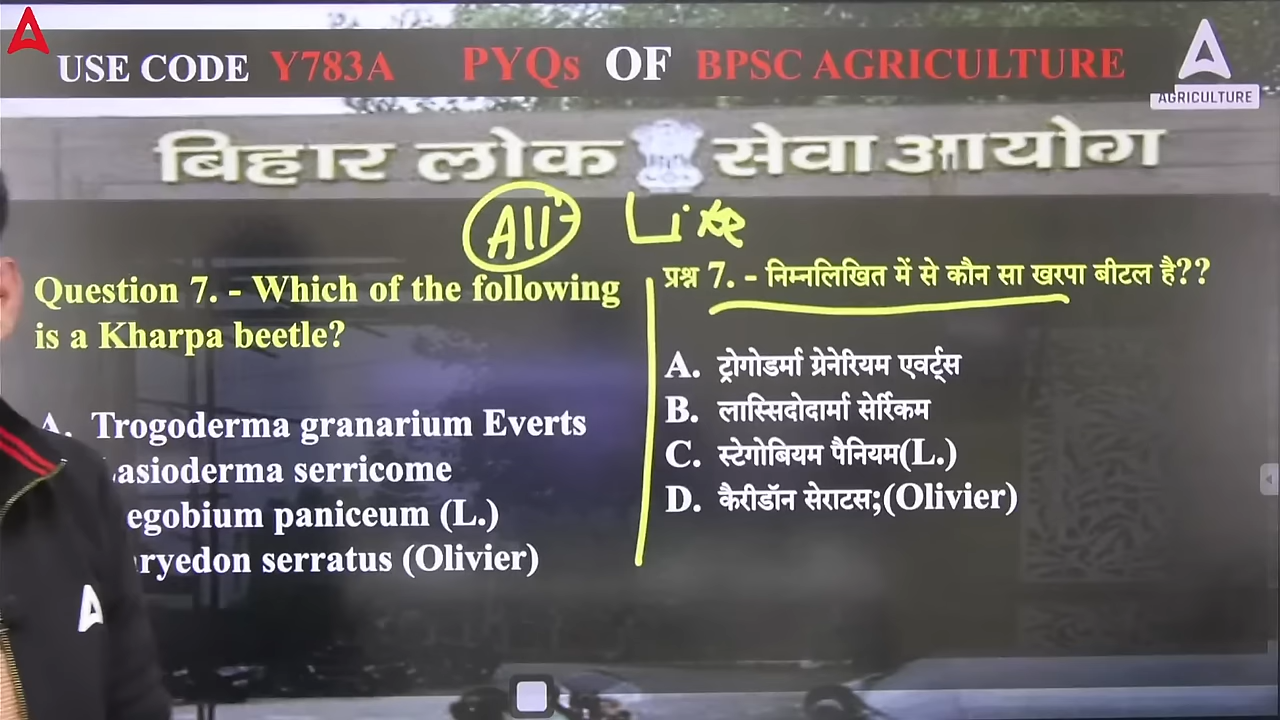 USE CODE Y783A PYQs OF BPSC AGRICULTURE
AGRICULTURE
बिहार लोक सेवा आयोग
All Like
Question 7. - Which of the following
is a Kharpa beetle?
A. Trogoderma granarium Everts
asioderma serricome
egobium paniceum (L.)
ryedon serratus (Olivier)
प्रश्न 7. - निम्नलिखित में से कौन सा खरपा बीटल है??
A. ट्रोगोडर्मा ग्रेनेरियम एवर्ट्स
B. लास्सिदोदार्मा सेर्रिकम
C. स्टेगोबियम पैनियम(L.)
D. कैरीडॉन सेराटस;(Olivier)